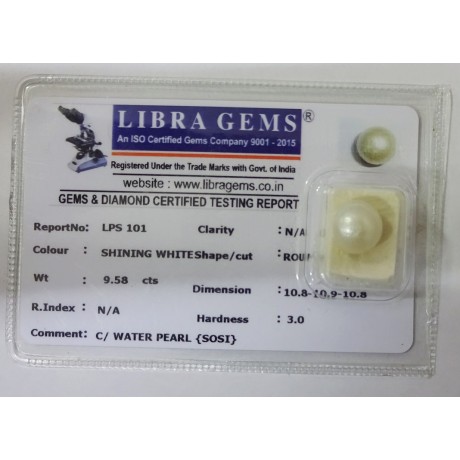 LIBRA GEMS®
An ISO Certified Gems Company 9001 - 2015
Registered Under the Trade Marks with Govt. of India
website : www.libragems.co.in
GEMS & DIAMOND CERTIFIED TESTING REPORT
ReportNo: LPS 101 Clarity : N/A
Colour : SHINING WHITE Shape/cut : ROUN
Wt : 9.58 cts
Dimension : 10.8-10.9-10.8
R.Index : N/A
Hardness : 3.0
Comment: C/ WATER PEARL {SOSI}